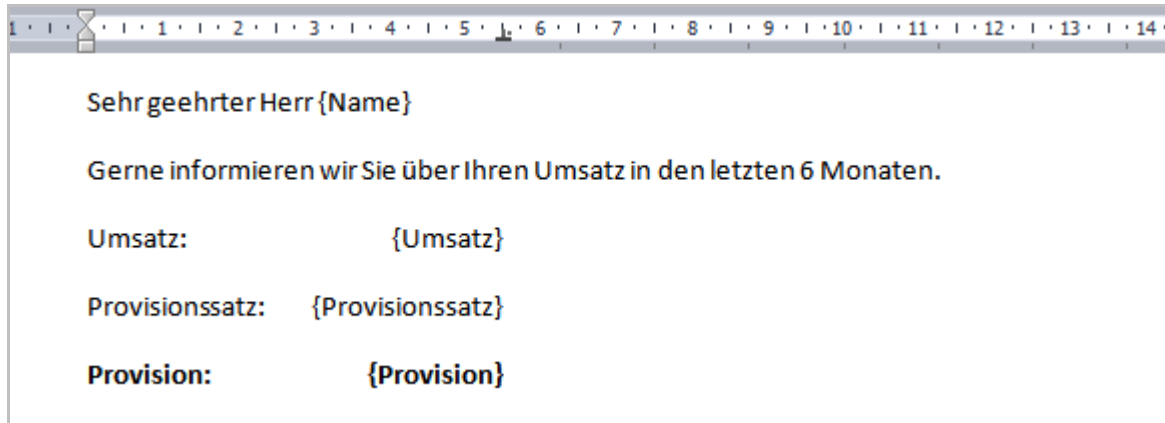 1 1 2 3 4 5 6 7 8 9 10 11 12 13 14
Sehr geehrter Herr {Name}
Gerne informieren wir Sie über Ihren Umsatz in den letzten 6 Monaten.
Umsatz: {Umsatz}
Provisionssatz: {Provisionssatz}
Provision: {Provision}